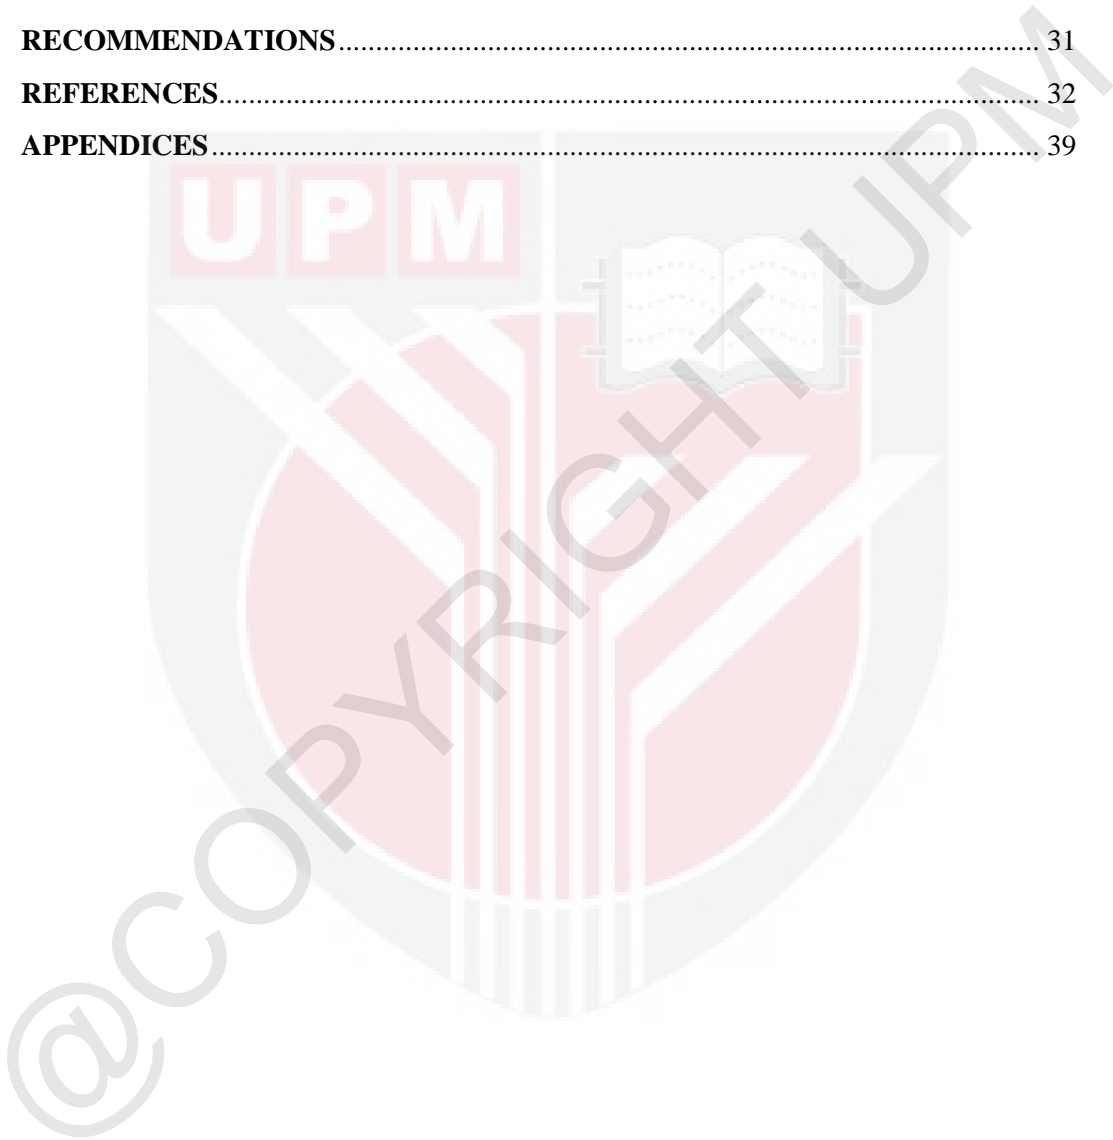 RECOMMENDATIONS................................................................................................ 31
REFERENCES................................................................................................................ 32
APPENDICES................................................................................................................. 39
UPM
@COPYRIGHT UPM